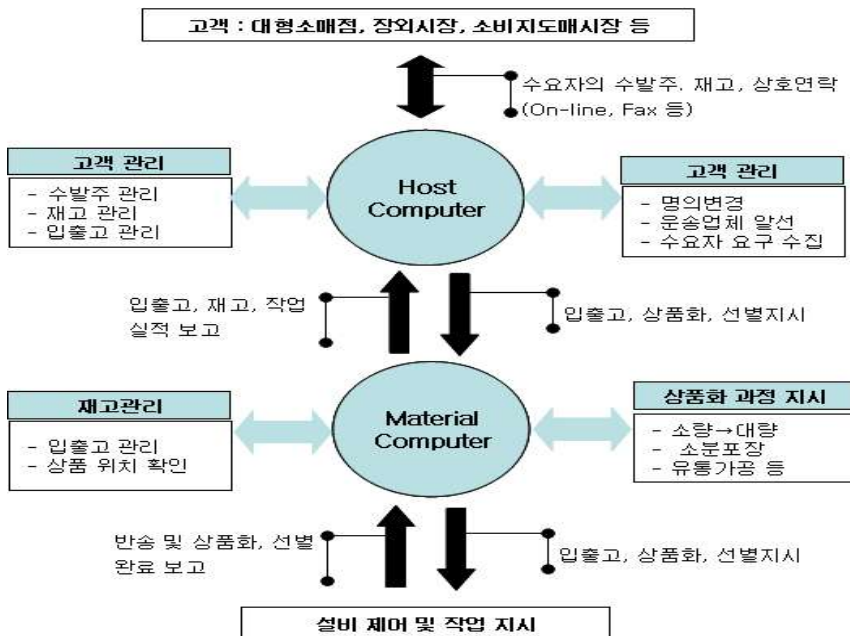 고객 : 대형소매점, 장외시장, 소비지도매시장 등
수요자의 수발주. 재고, 상호연락
(On-line, Fax 등)
고객 관리
- 수발주 관리
- 재고 관리
- 입출고 관리
Host
Computer
고객 관리
- 명의변경
- 운송업체 알선
- 수요자 요구 수집
입출고, 재고, 작업
실적 보고
입출고, 상품화, 선별지시
재고관리
- 입출고 관리
- 상품 위치 확인
Material
Computer
상품화 과정 지시
- 소량→대량
- 소분포장
- 유통가공 등
반송 및 상품화, 선별
완료 보고
입출고, 상품화, 선별지시
설비 제어 및 작업 지시